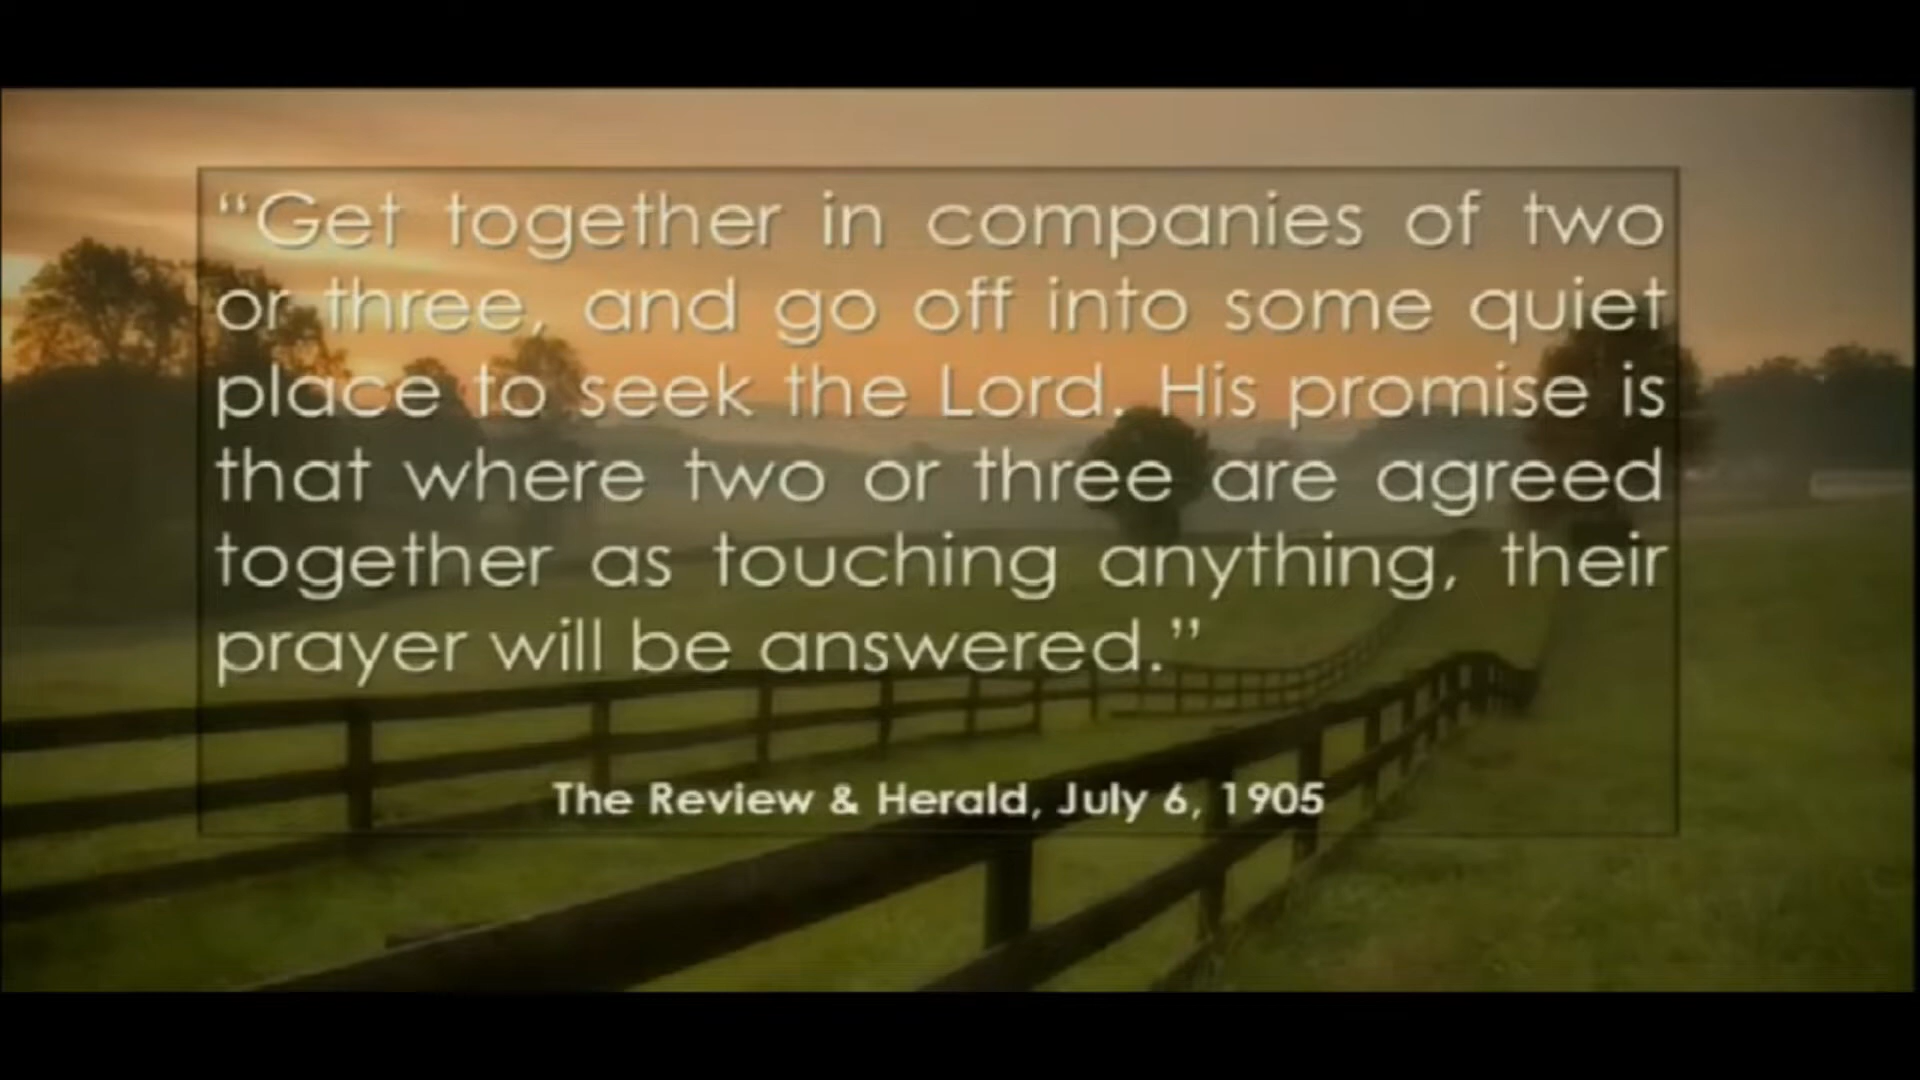 “Get together in companies of two
or three, and go off into some quiet
place to seek the Lord. His promise is
that where two or three are agreed
together as touching anything, their
prayer will be answered.”
The Review & Herald, July 6, 1905